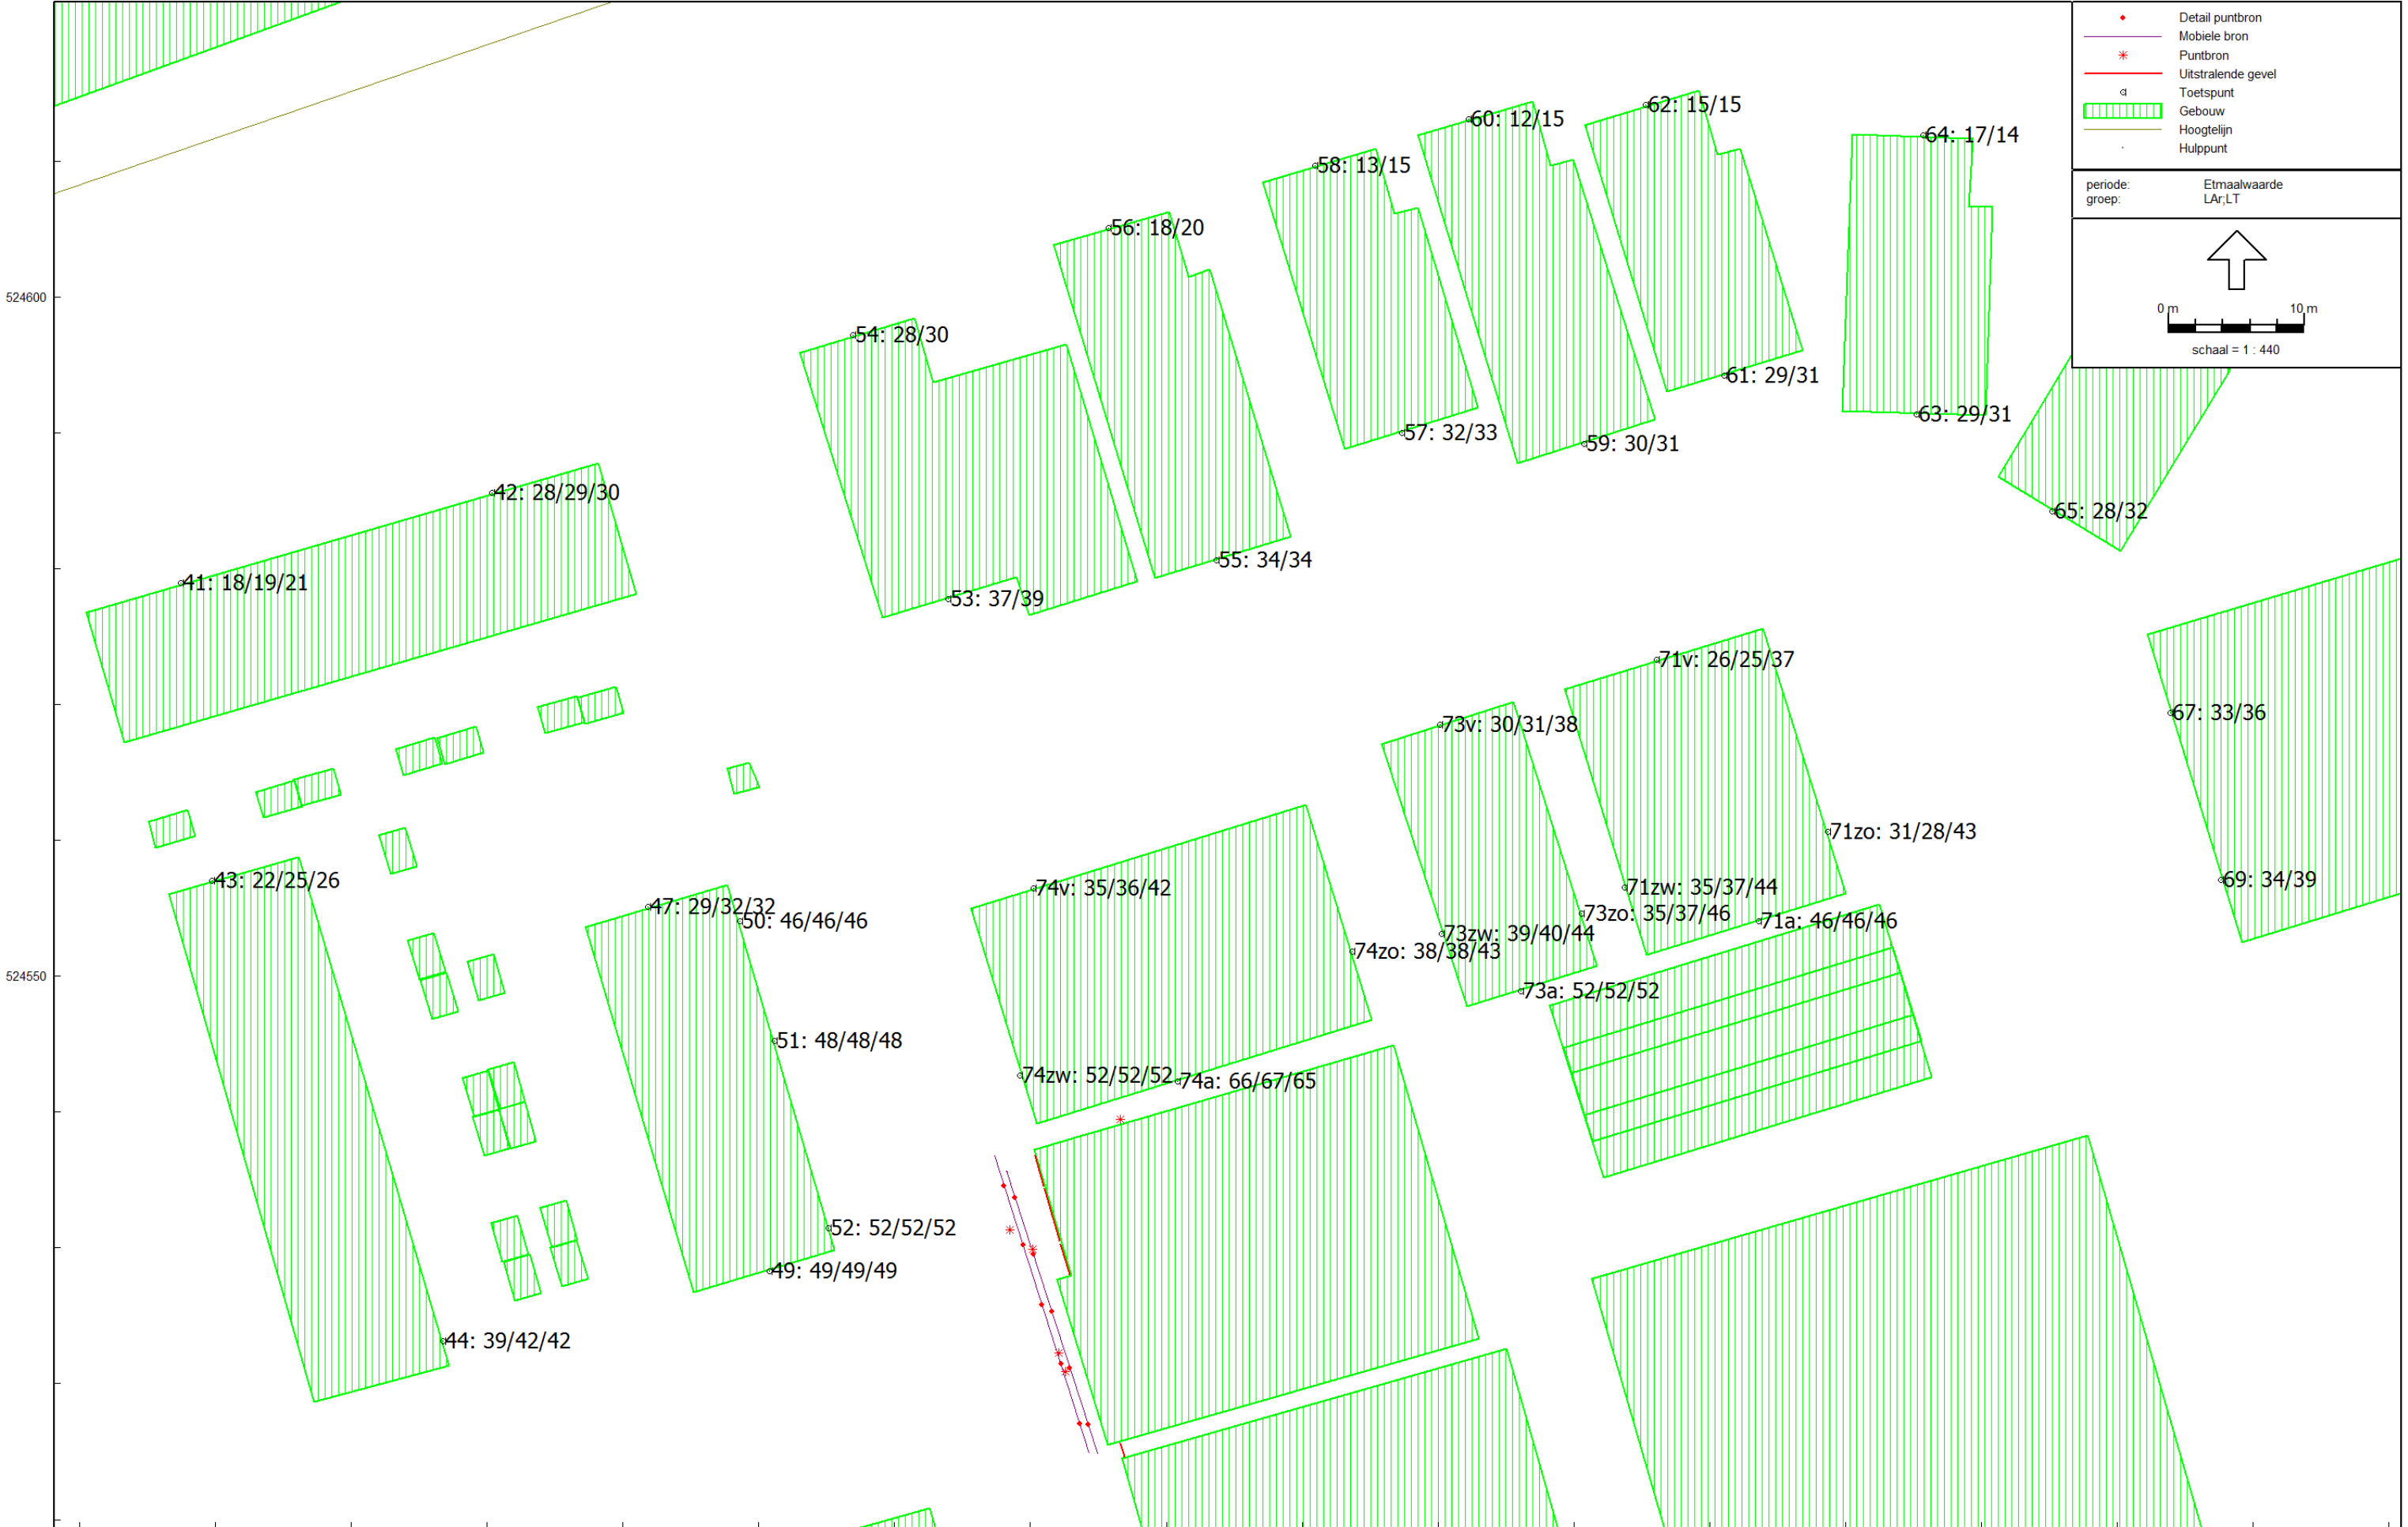 Detail puntbron
Mobiele bron
Puntbron
Uitstralende gevel
Toetspunt
Gebouw
Hoogtelijn
Hulppunt
periode: Etmaalwaarde
groep: LAr;LT
0 m 10 m
schaal = 1 : 440
62: 15/15
60: 12/15
64: 17/14
58: 13/15
56: 18/20
524600
54: 28/30
61: 29/31
63: 29/31
57: 32/33
59: 30/31
42: 28/29/30
65: 28/32
55: 34/34
41: 18/19/21
53: 37/39
71v: 26/25/37
67: 33/36
73v: 30/31/38
71zo: 31/28/43
43: 22/25/26
69: 34/39
74v: 35/36/42
71zw: 35/37/44
47: 29/32/32
73zo: 35/37/46
50: 46/46/46
71a: 46/46/46
73zw: 39/40/44
74zo: 38/38/43
524550
73a: 52/52/52
51: 48/48/48
74zw: 52/52/52
74a: 66/67/65
52: 52/52/52
49: 49/49/49
44: 39/42/42